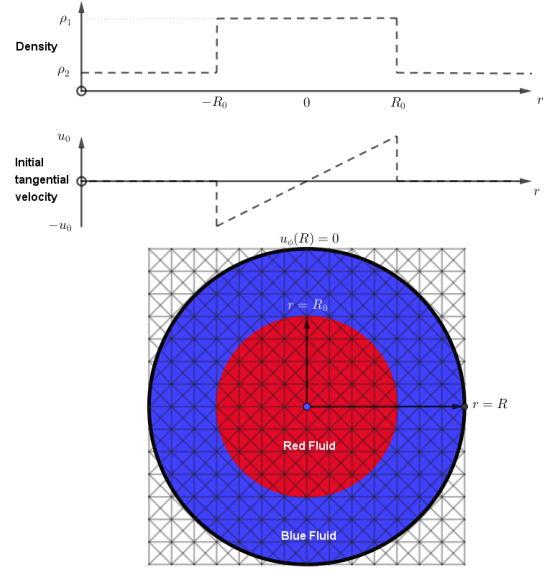 ρ₁
Density
ρ₂
−R₀ 0 R₀ r
u₀
Initial
tangential
velocity
r
−u₀
u_ϕ(R) = 0
r = R₀
r = R
Red Fluid
Blue Fluid